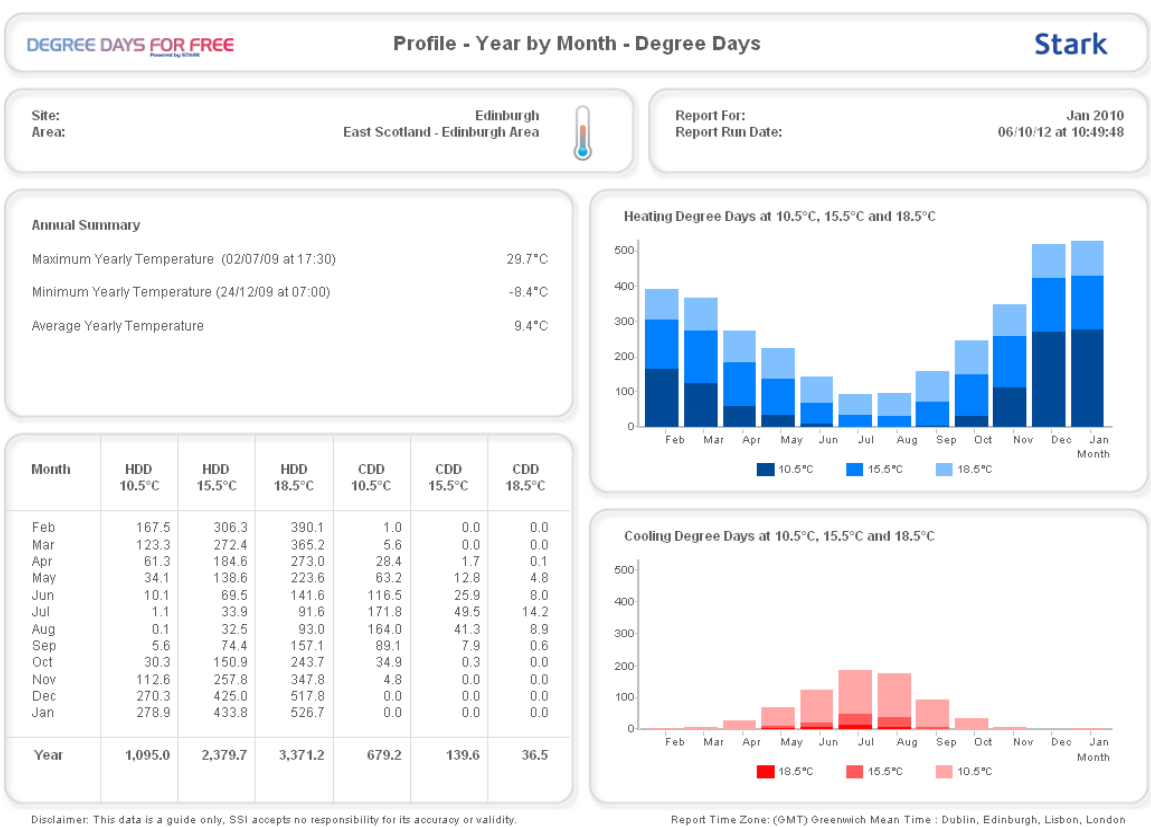 DEGREE DAYS FOR FREE
Powered by STARK
Profile - Year by Month - Degree Days
Stark
Site: Edinburgh
Area: East Scotland - Edinburgh Area
Report For: Jan 2010
Report Run Date: 06/10/12 at 10:49:48
Annual Summary
Maximum Yearly Temperature (02/07/09 at 17:30) 29.7°C
Minimum Yearly Temperature (24/12/09 at 07:00) -8.4°C
Average Yearly Temperature 9.4°C
Heating Degree Days at 10.5°C, 15.5°C and 18.5°C
500
400
300
200
100
0
Feb Mar Apr May Jun Jul Aug Sep Oct Nov Dec Jan
Month
10.5°C 15.5°C 18.5°C
Month HDD HDD HDD CDD CDD CDD
10.5°C 15.5°C 18.5°C 10.5°C 15.5°C 18.5°C
Feb 167.5 306.3 390.1 1.0 0.0 0.0
Mar 123.3 272.4 365.2 5.6 0.0 0.0
Apr 61.3 184.6 273.0 28.4 1.7 0.1
May 34.1 138.6 223.6 63.2 12.8 4.8
Jun 10.1 69.5 141.6 116.5 25.9 8.0
Jul 1.1 33.9 91.6 171.8 49.5 14.2
Aug 0.1 32.5 93.0 164.0 41.3 8.9
Sep 5.6 74.4 157.1 89.1 7.9 0.6
Oct 30.3 150.9 243.7 34.9 0.3 0.0
Nov 112.6 257.8 347.8 4.8 0.0 0.0
Dec 270.3 425.0 517.8 0.0 0.0 0.0
Jan 278.9 433.8 526.7 0.0 0.0 0.0
Year 1,095.0 2,379.7 3,371.2 679.2 139.6 36.5
Cooling Degree Days at 10.5°C, 15.5°C and 18.5°C
500
400
300
200
100
0
Feb Mar Apr May Jun Jul Aug Sep Oct Nov Dec Jan
Month
18.5°C 15.5°C 10.5°C
Disclaimer: This data is a guide only, SSI accepts no responsibility for its accuracy or validity.
Report Time Zone: (GMT) Greenwich Mean Time : Dublin, Edinburgh, Lisbon, London